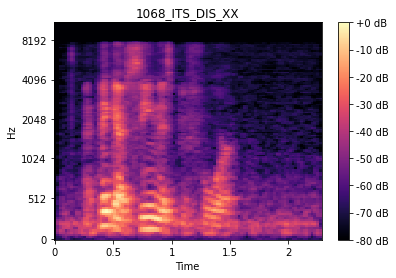 1068_ITS_DIS_XX
+0 dB
8192
-10 dB
-20 dB
4096
-30 dB
Hz
2048
-40 dB
1024
-50 dB
-60 dB
512
-70 dB
0
-80 dB
0 0.5 1 1.5 2
Time